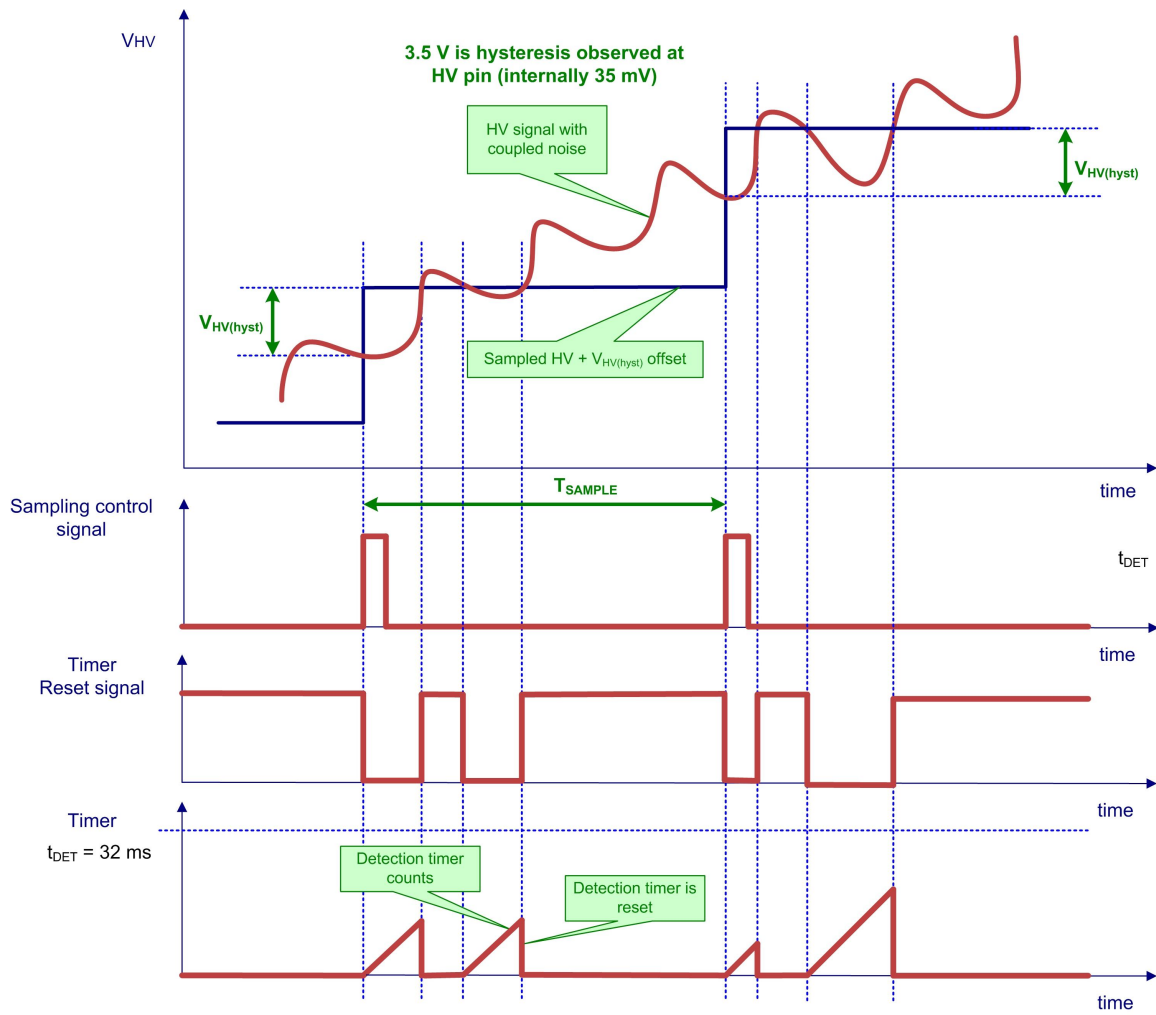 VHV
3.5 V is hysteresis observed at
HV pin (internally 35 mV)
HV signal with
coupled noise
VHV(hyst)
VHV(hyst)
Sampled HV + VHV(hyst) offset
time
TSAMPLE
Sampling control
signal
tDET
time
Timer
Reset signal
time
Timer
tDET = 32 ms
Detection timer
counts
Detection timer is
reset
time